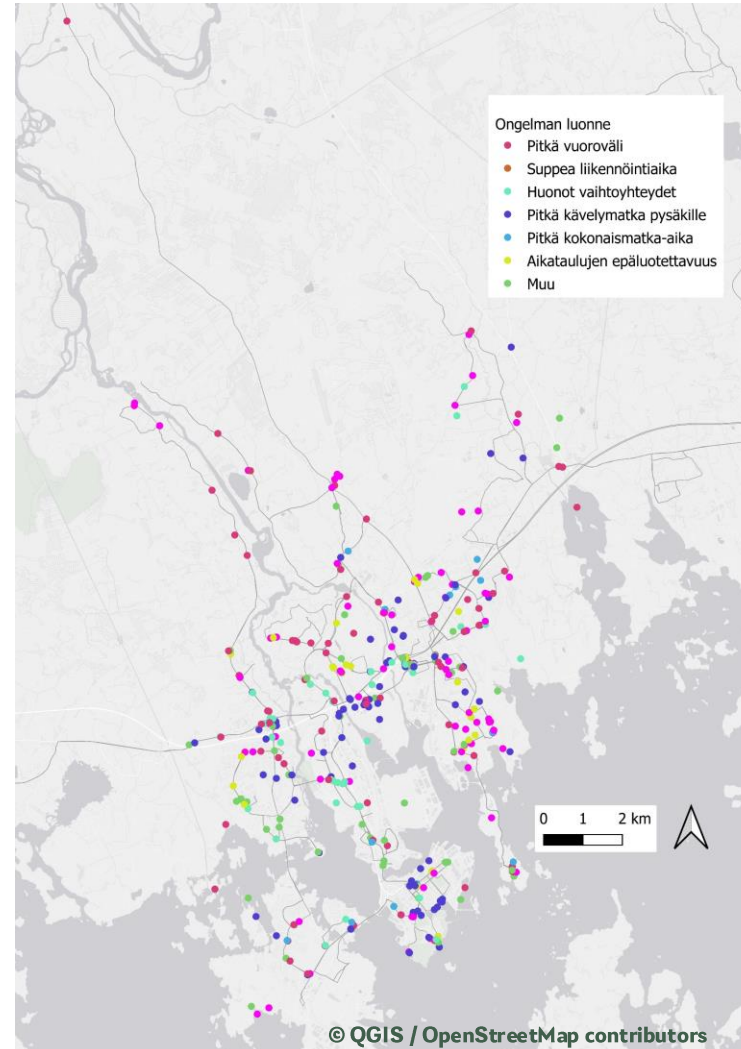 Ongelman luonne
Pitkä vuoroväli
Suppea liikennöintiaika
Huonot vaihtoyhteydet
Pitkä kävelymatka pysäkille
Pitkä kokonaismatka-aika
Aikataulujen epäluotettavuus
Muu
0 1 2 km
© QGIS / OpenStreetMap contributors